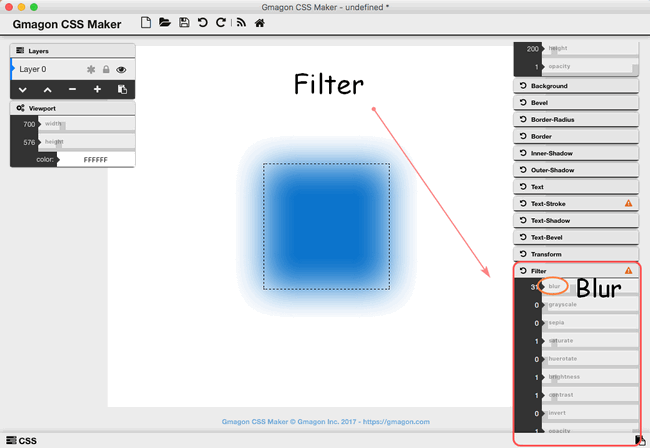 Gmagon CSS Maker - undefined *
Gmagon CSS Maker
Layers
Layer 0
Viewport
700 width
576 height
color: FFFFFF
Filter
200 height
1 opacity
Background
Bevel
Border-Radius
Border
Inner-Shadow
Outer-Shadow
Text
Text-Stroke
Text-Shadow
Text-Bevel
Transform
Filter
blur
Blur
0 grayscale
0 sepia
1 saturate
0 huerotate
1 brightness
1 contrast
0 invert
1 opacity
Gmagon CSS Maker © Gmagon Inc. 2017 - https://gmagon.com
CSS